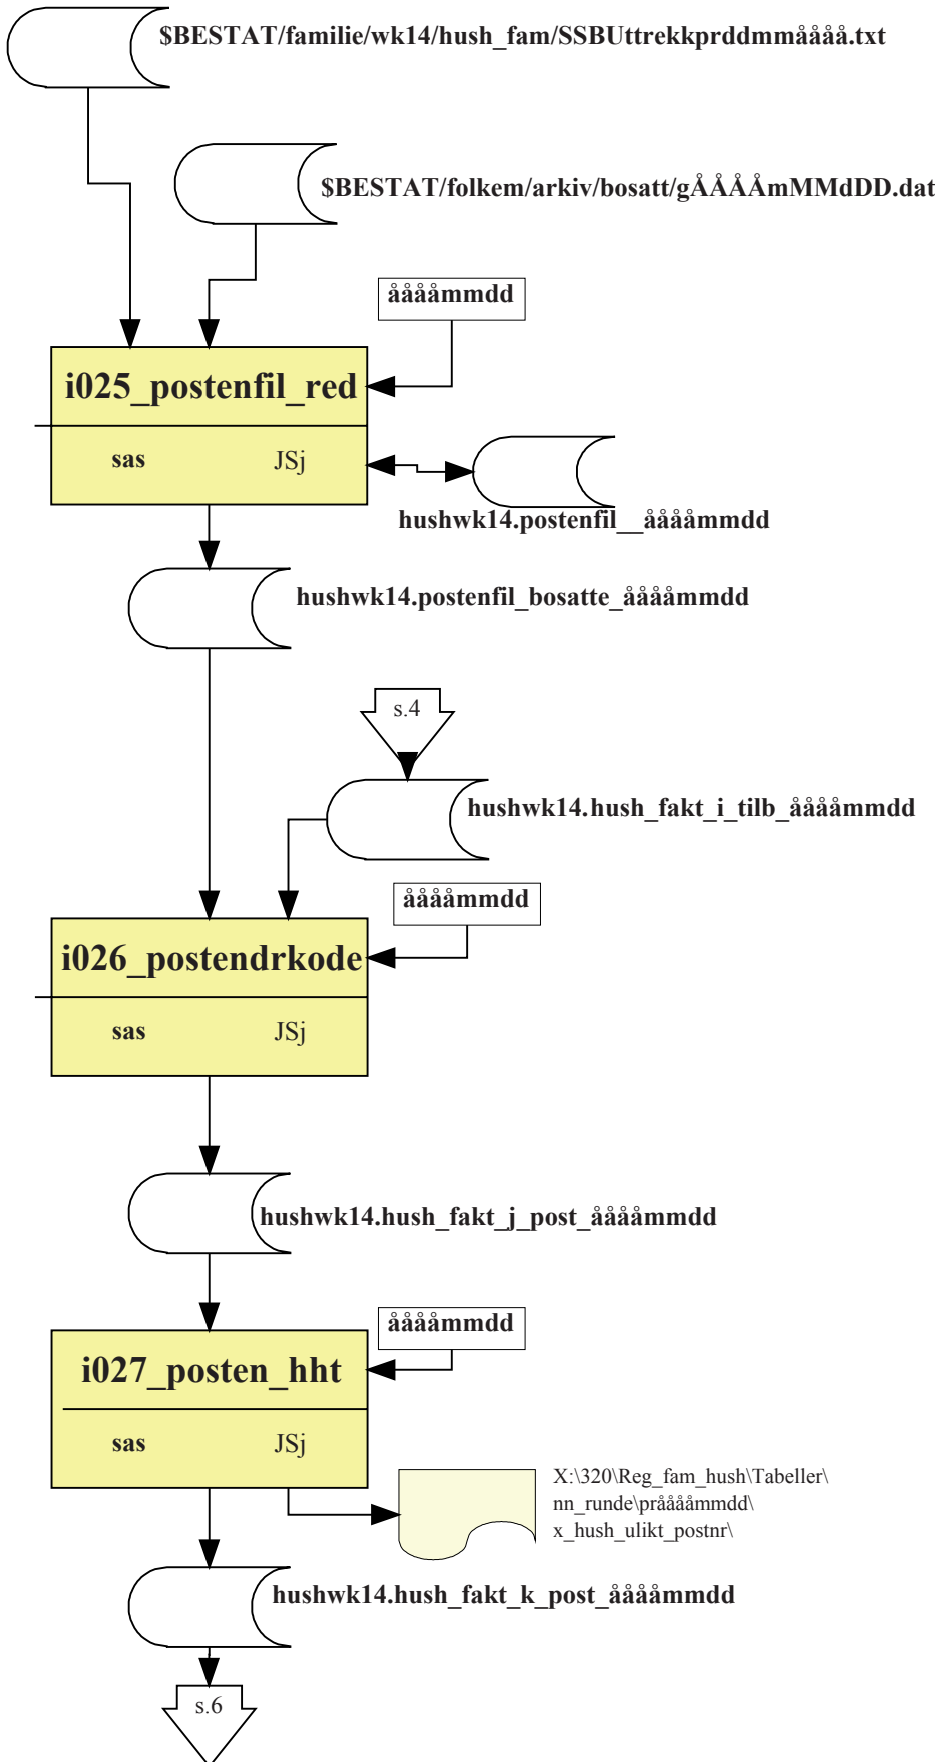 $BESTAT/familie/wk14/hush_fam/SSBUttrekkprddmmåååå.txt
$BESTAT/folkem/arkiv/bosatt/gÅÅÅÅmMMdDD.dat
ååååmmdd
i025_postenfil_red
sas JSj
hushwk14.postenfil__ååååmmdd
hushwk14.postenfil_bosatte_ååååmmdd
s.4
hushwk14.hush_fakt_i_tilb_ååååmmdd
ååååmmdd
i026_postendrkode
sas JSj
hushwk14.hush_fakt_j_post_ååååmmdd
ååååmmdd
i027_posten_hht
sas JSj
X:\320\Reg_fam_hush\Tabeller\
nn_runde\prååååmmdd\
x_hush_ulikt_postnr\
hushwk14.hush_fakt_k_post_ååååmmdd
s.6